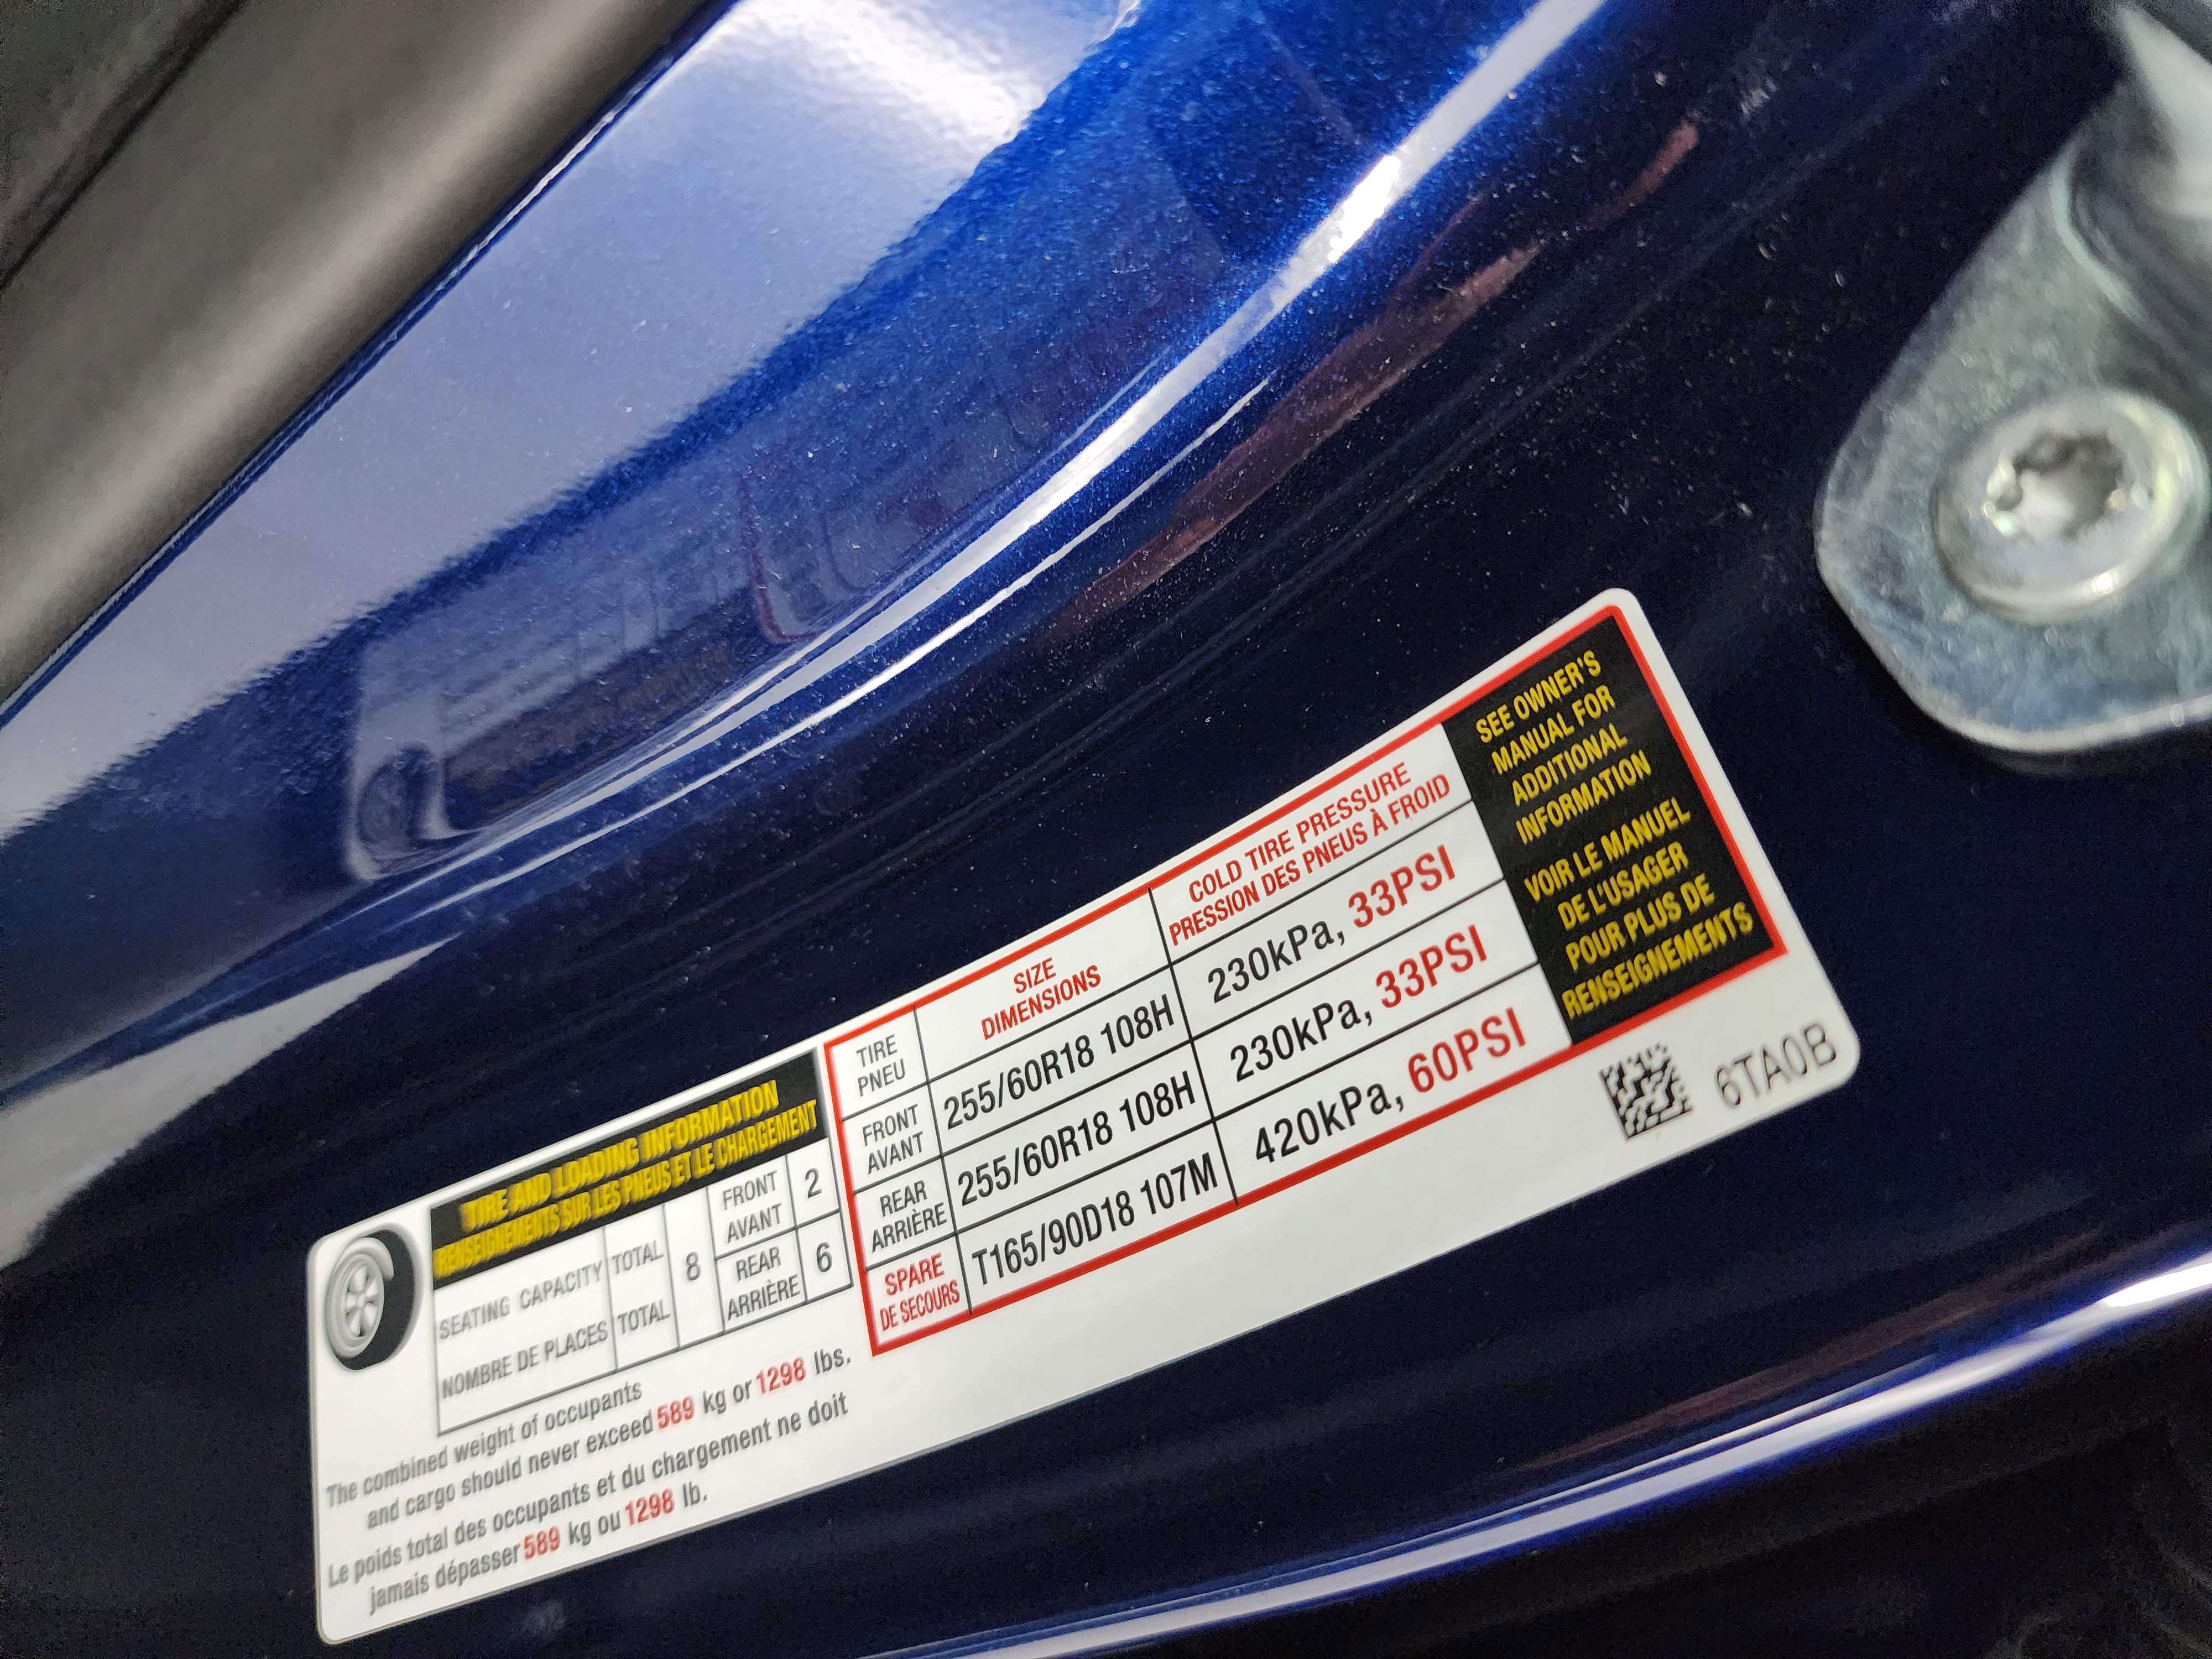 TIRE AND LOADING INFORMATION
RENSEIGNEMENTS SUR LES PNEUS ET LE CHARGEMENT
SEATING CAPACITY
NOMBRE DE PLACES
TOTAL
TOTAL
8
FRONT
AVANT
2
REAR
ARRIÈRE
6
The combined weight of occupants
and cargo should never exceed 589 kg or 1298 lbs.
Le poids total des occupants et du chargement ne doit
jamais dépasser 589 kg ou 1298 lb.
TIRE
PNEU
SIZE
DIMENSIONS
COLD TIRE PRESSURE
PRESSION DES PNEUS À FROID
FRONT
AVANT
255/60R18 108H
230kPa, 33PSI
REAR
ARRIÈRE
255/60R18 108H
230kPa, 33PSI
SPARE
DE SECOURS
T165/90D18 107M
420kPa, 60PSI
SEE OWNER'S
MANUAL FOR
ADDITIONAL
INFORMATION
VOIR LE MANUEL
DE L'USAGER
POUR PLUS DE
RENSEIGNEMENTS
6TA0B